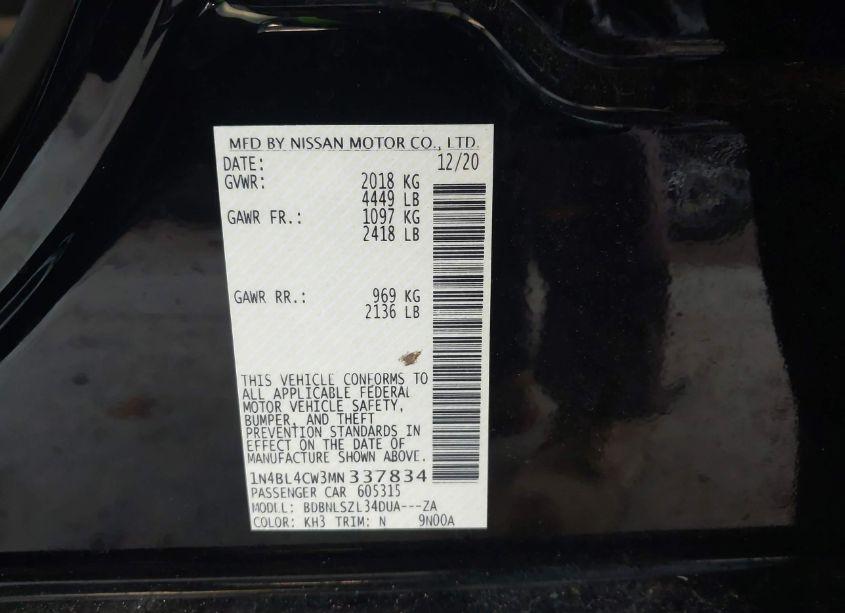 MFD BY NISSAN MOTOR CO., LTD.
DATE: 12/20
GVWR: 2018 KG
4449 LB
GAWR FR.: 1097 KG
2418 LB
GAWR RR.: 969 KG
2136 LB
THIS VEHICLE CONFORMS TO
ALL APPLICABLE FEDERAL
MOTOR VEHICLE SAFETY,
BUMPER, AND THEFT
PREVENTION STANDARDS IN
EFFECT ON THE DATE OF
MANUFACTURE SHOWN ABOVE.
1N4BL4CW3MN337834
PASSENGER CAR 605315
MODEL: BDBNLSZL34DUA---ZA
COLOR: KH3 TRIM: N 9N00A